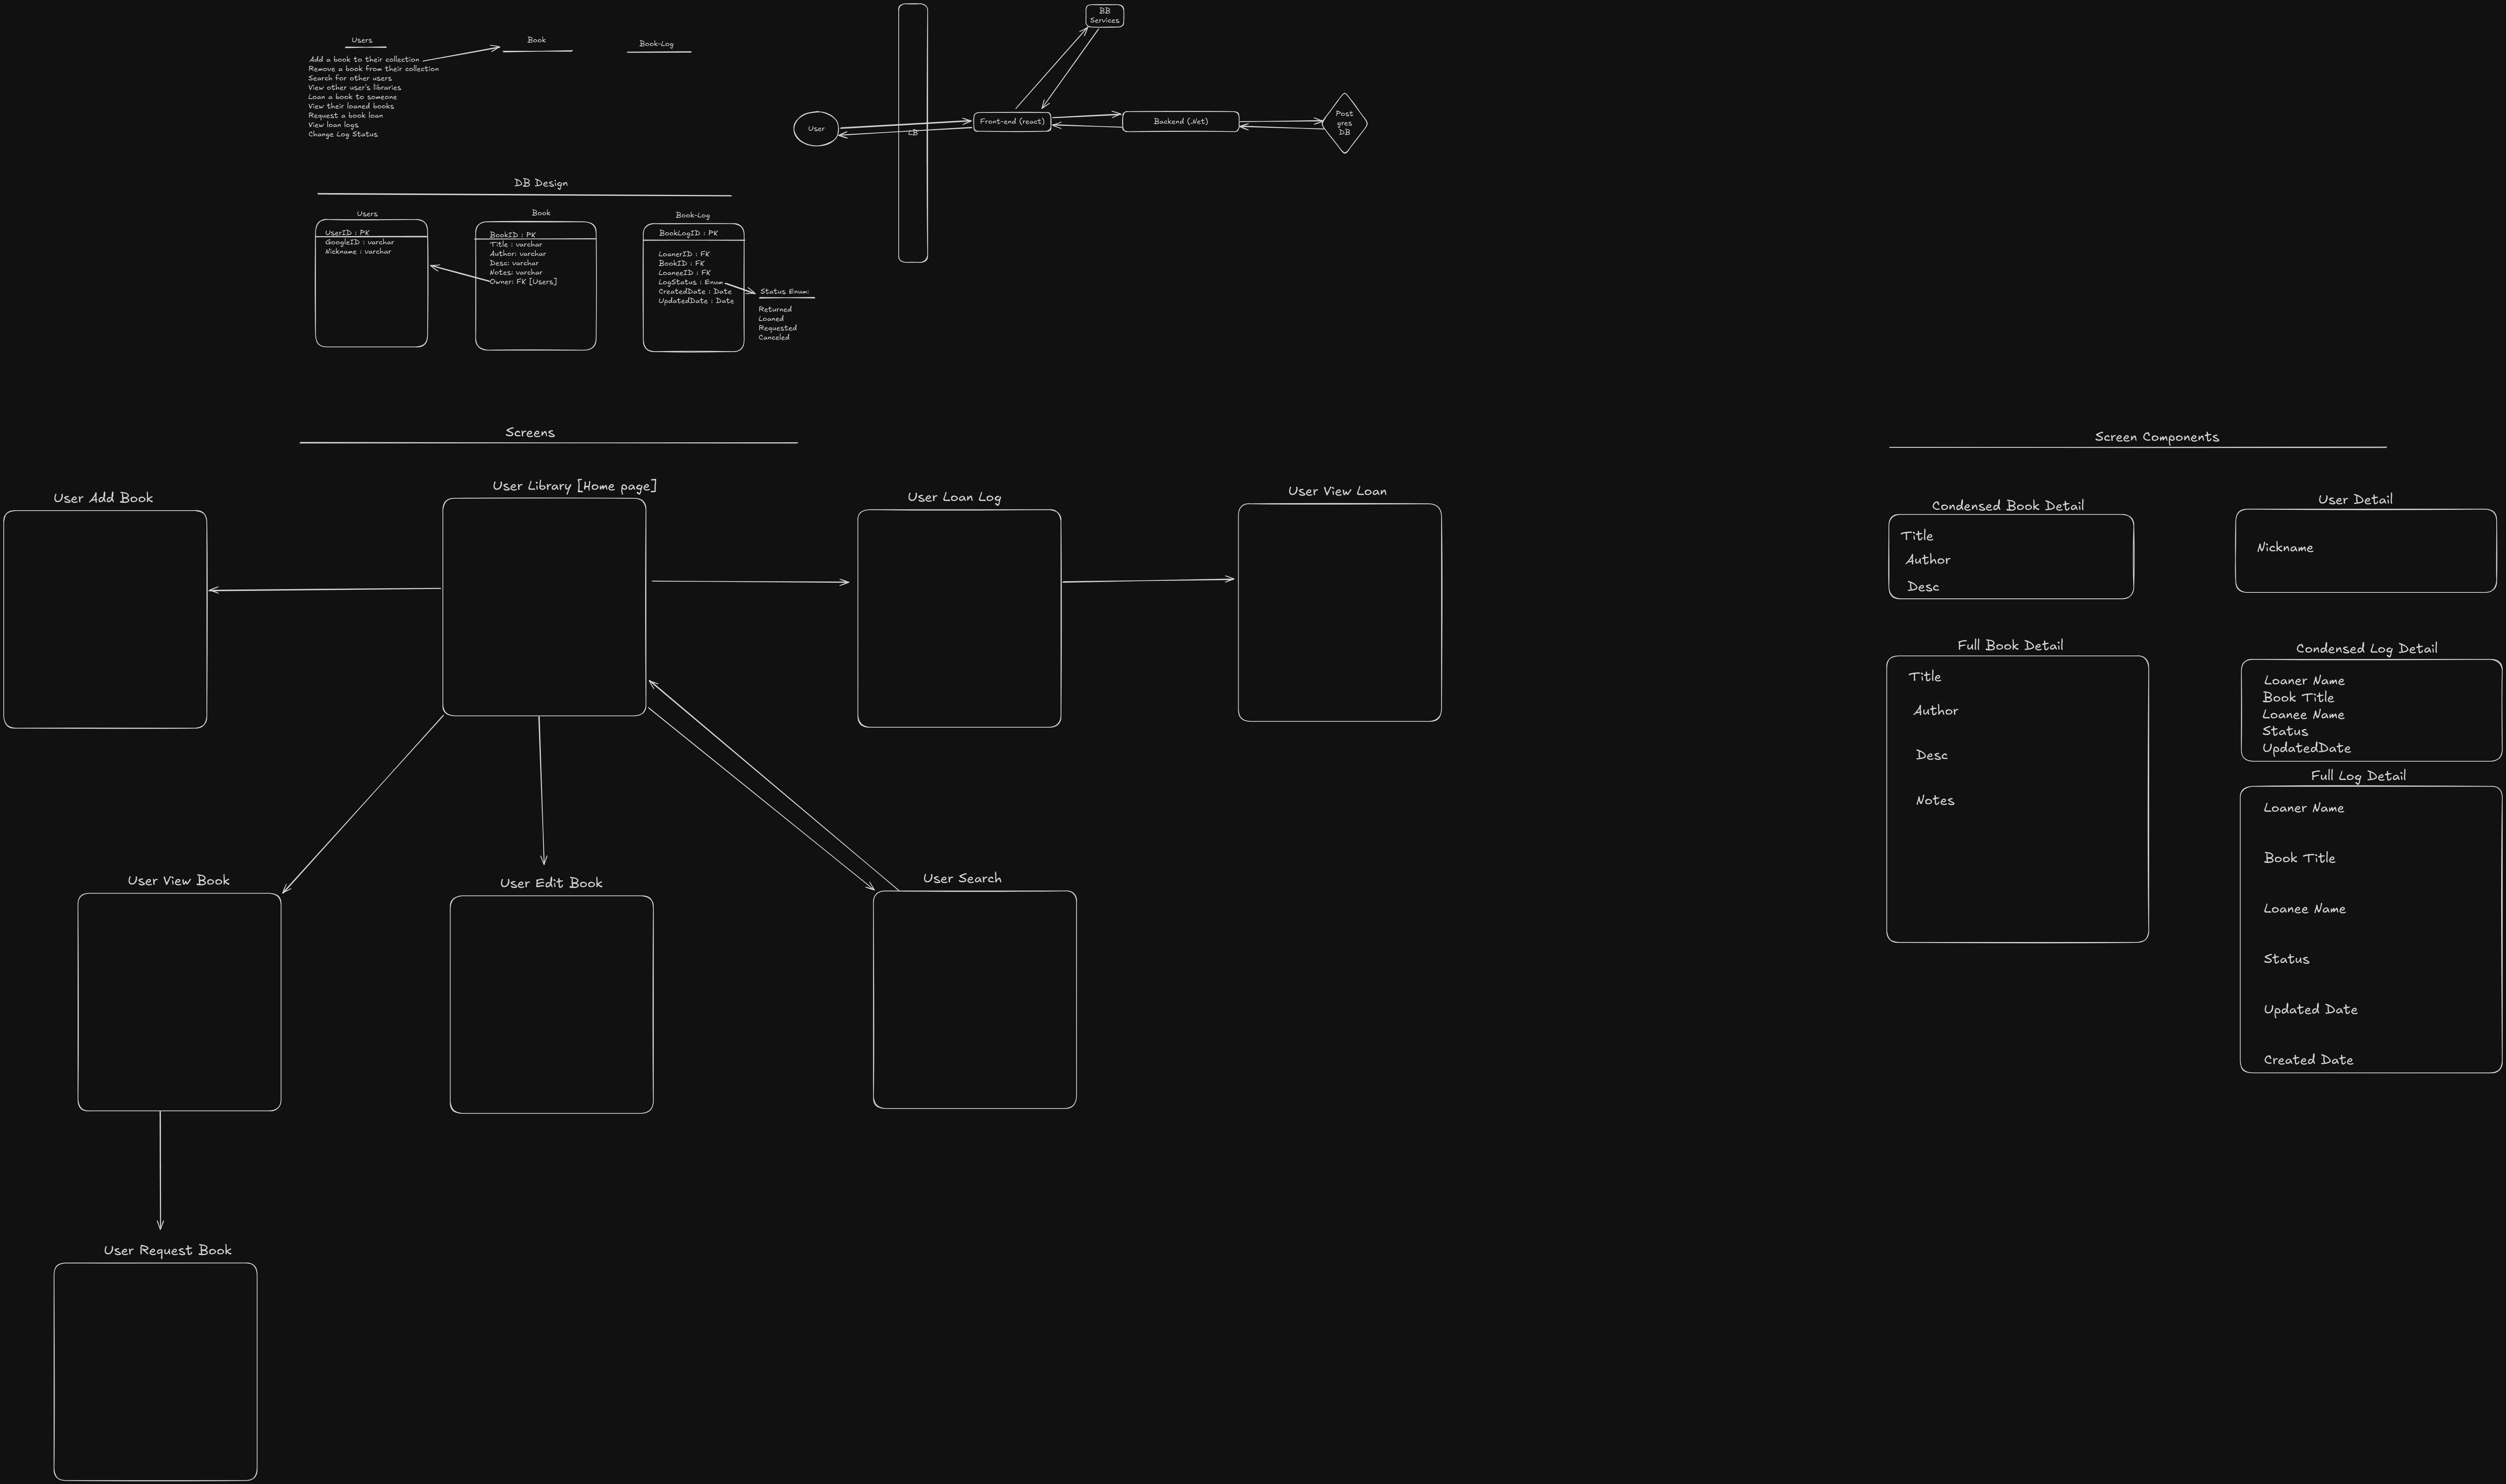 Users
Add a book to their collection
Remove a book from their collection
Search for other users
View other user's libraries
Loan a book to someone
View their loaned books
Request a book loan
View loan logs
Change Log Status
Book
Book-Log
BB
Services
User
LB
Front-end (react)
Backend (.Net)
Post
gres
DB
DB Design
Users
UserID : PK
GoogleID : varchar
Nickname : varchar
Book
BookID : PK
Title : varchar
Author: varchar
Desc: varchar
Notes: varchar
Owner: FK [Users]
Book-Log
BookLogID : PK
LoanerID : FK
BookID : FK
LoaneeID : FK
LogStatus : Enum
CreatedDate : Date
UpdatedDate : Date
Status Enum:
Returned
Loaned
Requested
Canceled
Screens
User Add Book
User Library [Home page]
User Loan Log
User View Loan
User View Book
User Edit Book
User Search
User Request Book
Screen Components
Condensed Book Detail
Title
Author
Desc
User Detail
Nickname
Full Book Detail
Title
Author
Desc
Notes
Condensed Log Detail
Loaner Name
Book Title
Loanee Name
Status
UpdatedDate
Full Log Detail
Loaner Name
Book Title
Loanee Name
Status
Updated Date
Created Date